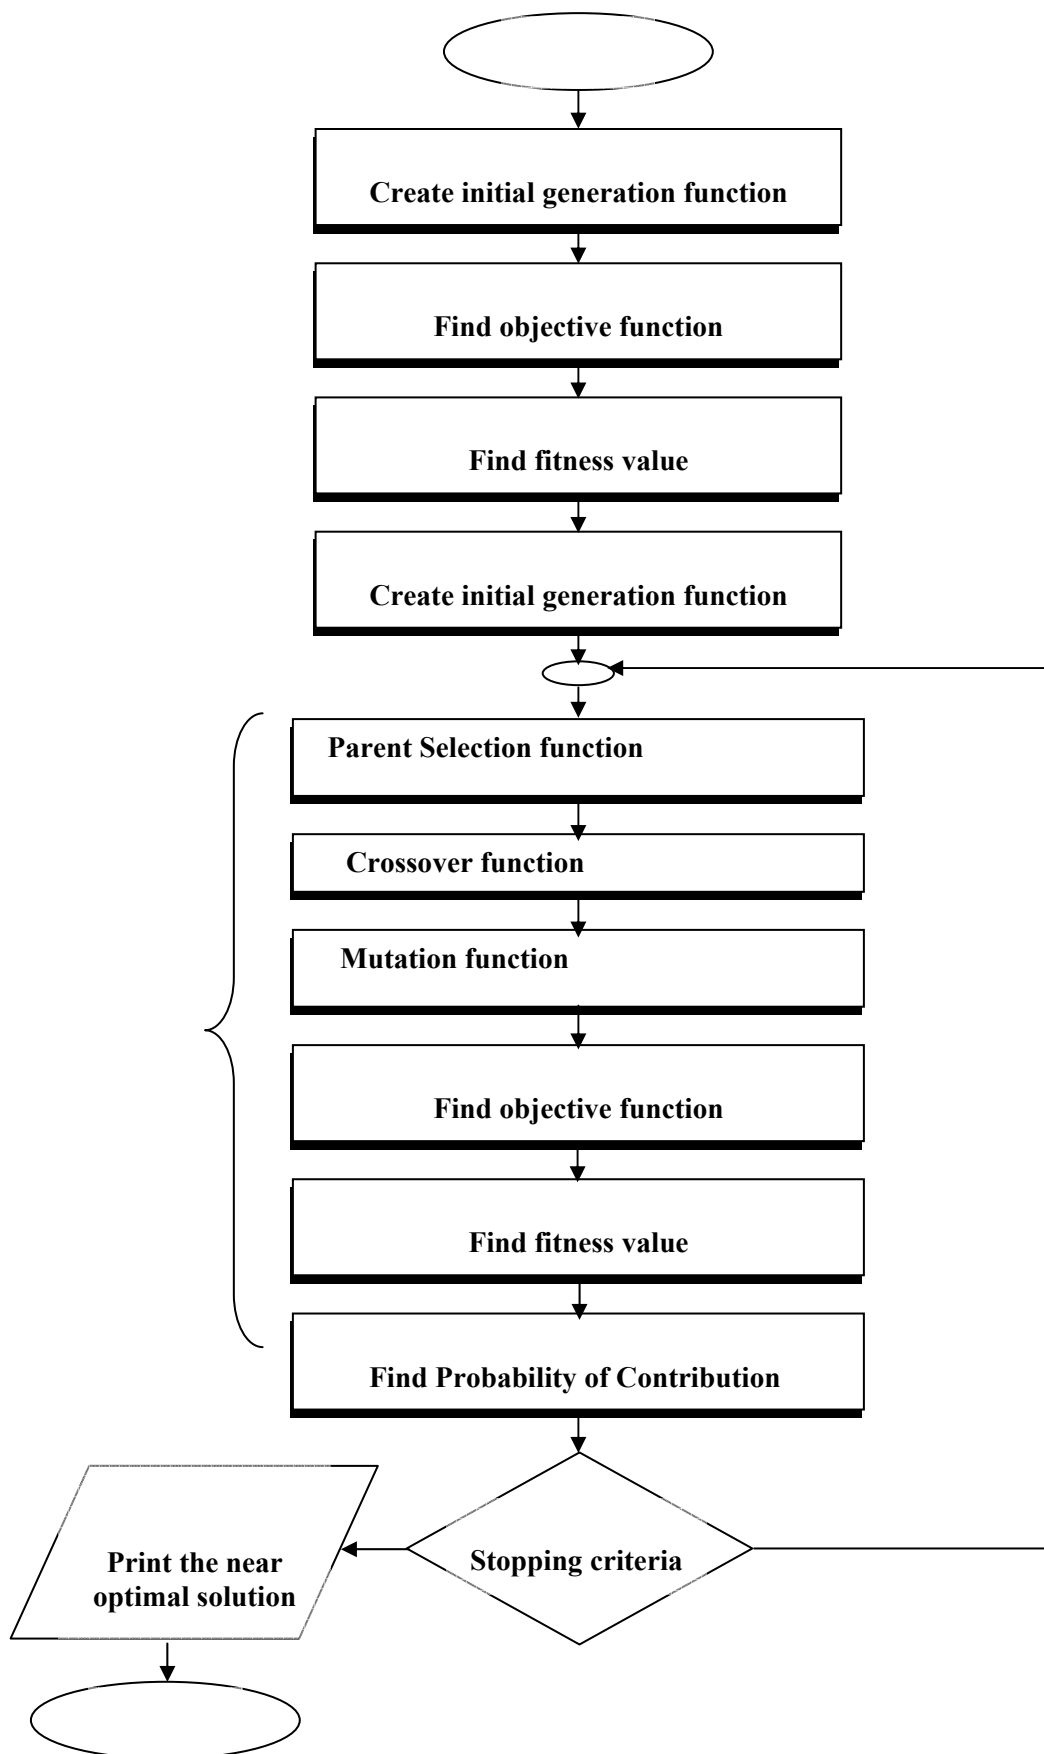 Create initial generation function
Find objective function
Find fitness value
Create initial generation function
Parent Selection function
Crossover function
Mutation function
Find objective function
Find fitness value
Find Probability of Contribution
Stopping criteria
Print the near
optimal solution